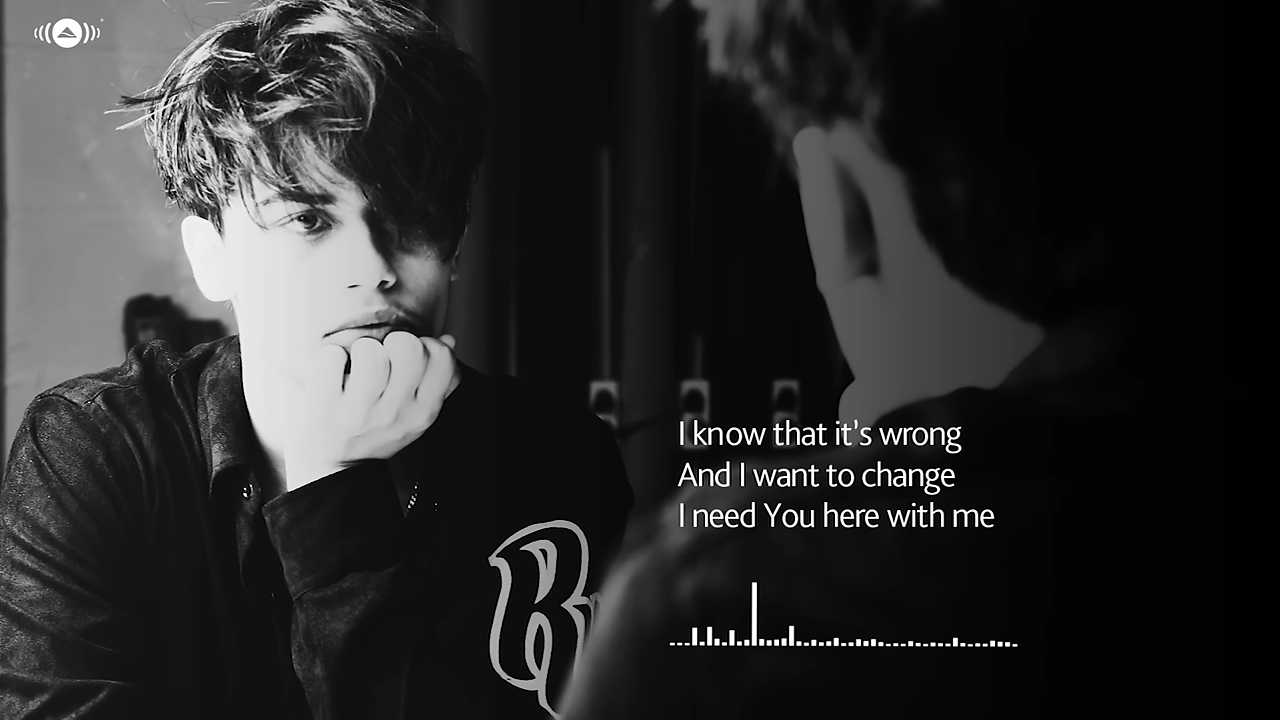 I know that it's wrong
And I want to change
I need You here with me
R